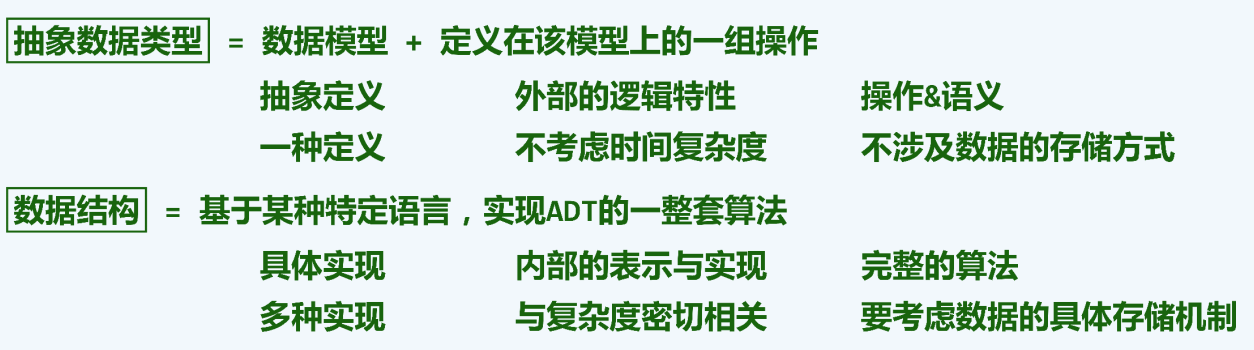 抽象数据类型 = 数据模型 + 定义在该模型上的一组操作
抽象定义 外部的逻辑特性 操作&语义
一种定义 不考虑时间复杂度 不涉及数据的存储方式
数据结构 = 基于某种特定语言，实现ADT的一整套算法
具体实现 内部的表示与实现 完整的算法
多种实现 与复杂度密切相关 要考虑数据的具体存储机制